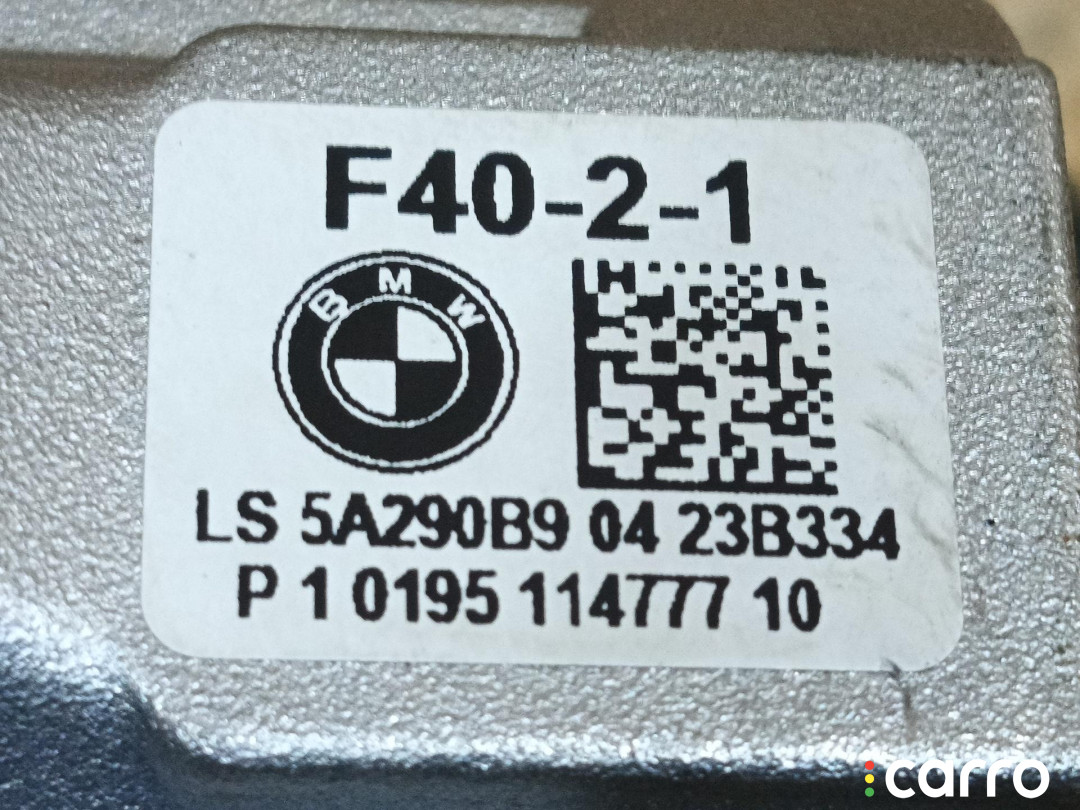 F40-2-1
BMW
LS 5A290B9 04 23B334
P 1 0195 114777 10
carro